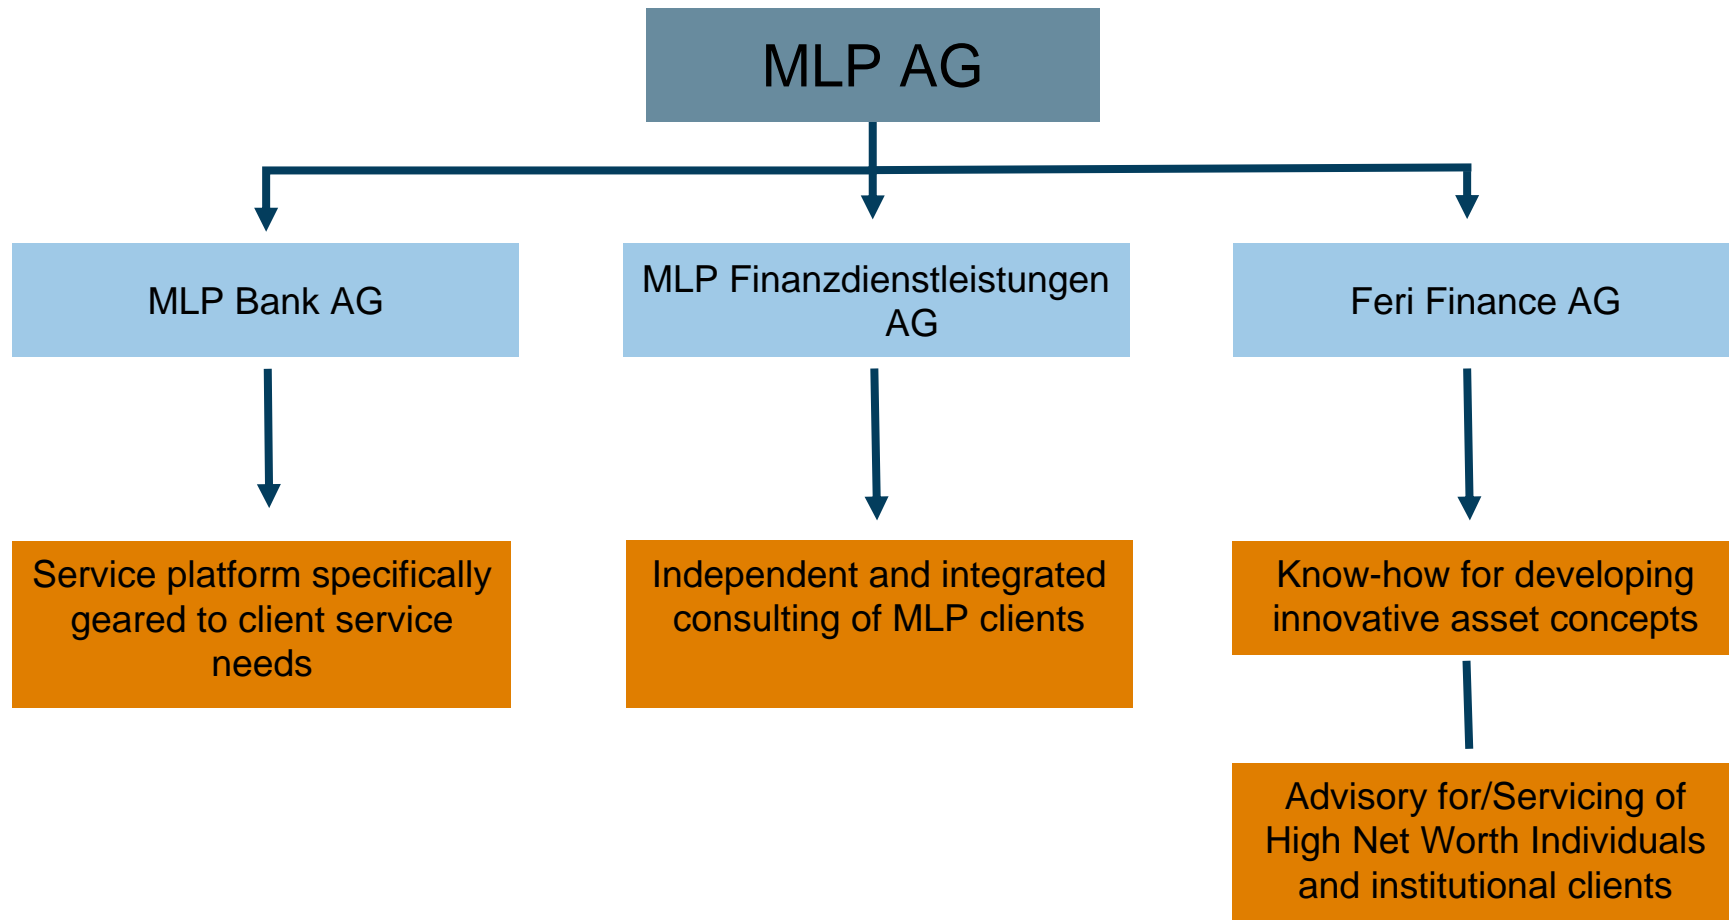 MLP AG
MLP Bank AG
MLP Finanzdienstleistungen
AG
Feri Finance AG
Service platform specifically
geared to client service
needs
Independent and integrated
consulting of MLP clients
Know-how for developing
innovative asset concepts
Advisory for/Servicing of
High Net Worth Individuals
and institutional clients